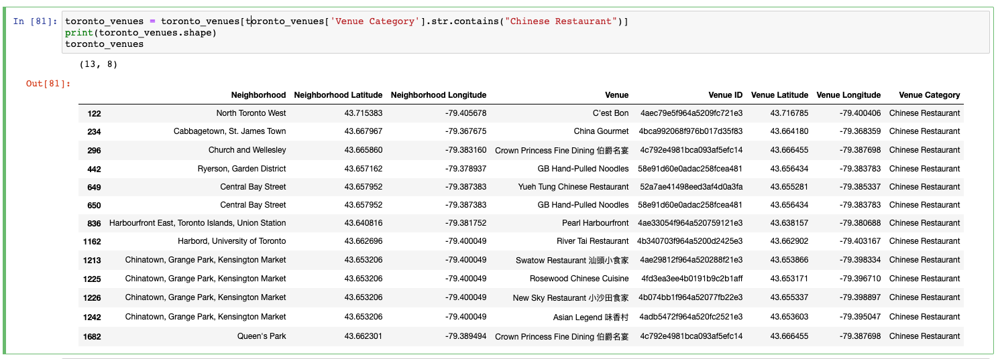 In [81]: toronto_venues = toronto_venues[toronto_venues['Venue Category'].str.contains("Chinese Restaurant")]
print(toronto_venues.shape)
toronto_venues
(13, 8)
Out[81]:
Neighborhood Neighborhood Latitude Neighborhood Longitude Venue Venue ID Venue Latitude Venue Longitude Venue Category
122 North Toronto West 43.715383 -79.405678 C'est Bon 4aec79e5f964a5209fc721e3 43.716785 -79.400406 Chinese Restaurant
234 Cabbagetown, St. James Town 43.667967 -79.367675 China Gourmet 4bca992068f976b017d35f83 43.664180 -79.368359 Chinese Restaurant
296 Church and Wellesley 43.665860 -79.383160 Crown Princess Fine Dining 伯爵名宴 4c792e4981bca093af5efc14 43.666455 -79.387698 Chinese Restaurant
442 Ryerson, Garden District 43.657162 -79.378937 GB Hand-Pulled Noodles 58e91d60e0adac258fcea481 43.656434 -79.383783 Chinese Restaurant
649 Central Bay Street 43.657952 -79.387383 Yueh Tung Chinese Restaurant 52a7ae41498eed3af4d0a3fa 43.655281 -79.385337 Chinese Restaurant
650 Central Bay Street 43.657952 -79.387383 GB Hand-Pulled Noodles 58e91d60e0adac258fcea481 43.656434 -79.383783 Chinese Restaurant
836 Harbourfront East, Toronto Islands, Union Station 43.640816 -79.381752 Pearl Harbourfront 4ae33054f964a520759121e3 43.638157 -79.380688 Chinese Restaurant
1162 Harbord, University of Toronto 43.662696 -79.400049 River Tai Restaurant 4b340703f964a5200d2425e3 43.662902 -79.403167 Chinese Restaurant
1213 Chinatown, Grange Park, Kensington Market 43.653206 -79.400049 Swatow Restaurant 汕頭小食家 4ae29812f964a520288f21e3 43.653866 -79.398334 Chinese Restaurant
1225 Chinatown, Grange Park, Kensington Market 43.653206 -79.400049 Rosewood Chinese Cuisine 4fd3ea3ee4b0191b9c2b1aff 43.653171 -79.396710 Chinese Restaurant
1226 Chinatown, Grange Park, Kensington Market 43.653206 -79.400049 New Sky Restaurant 小沙田食家 4b074bb1f964a52077fb22e3 43.655337 -79.398897 Chinese Restaurant
1242 Chinatown, Grange Park, Kensington Market 43.653206 -79.400049 Asian Legend 味香村 4adb5472f964a520fc2521e3 43.653603 -79.395047 Chinese Restaurant
1682 Queen's Park 43.662301 -79.389494 Crown Princess Fine Dining 伯爵名宴 4c792e4981bca093af5efc14 43.666455 -79.387698 Chinese Restaurant